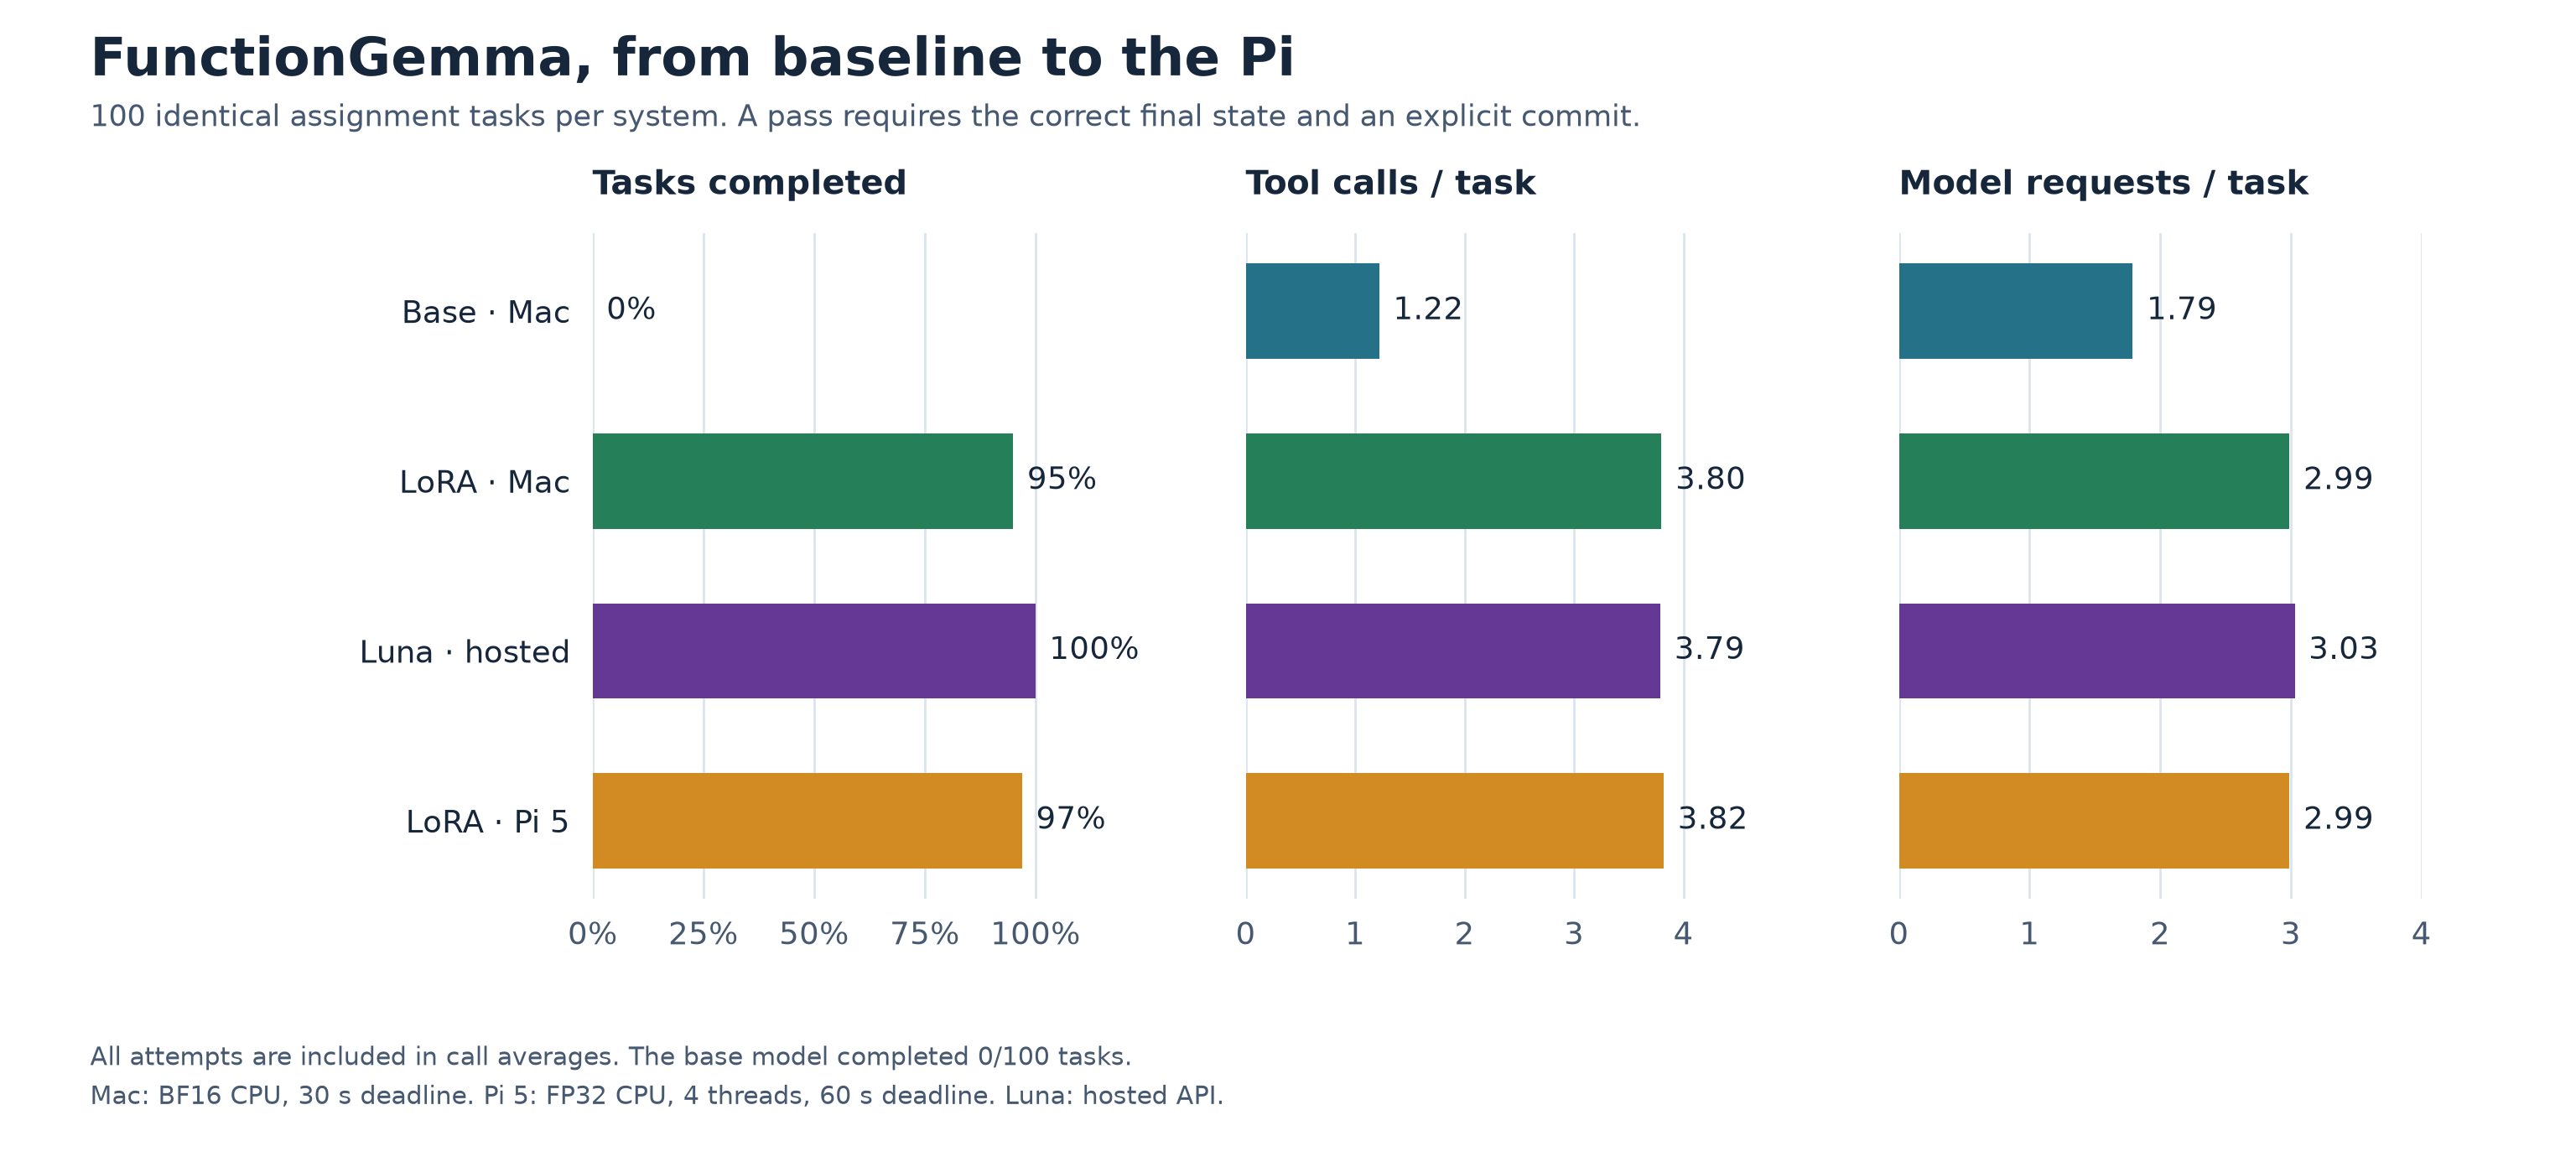 FunctionGemma, from baseline to the Pi
100 identical assignment tasks per system. A pass requires the correct final state and an explicit commit.
Tasks completed
Tool calls / task
Model requests / task
Base · Mac
0%
1.22
1.79
LoRA · Mac
95%
3.80
2.99
Luna · hosted
100%
3.79
3.03
LoRA · Pi 5
97%
3.82
2.99
0% 25% 50% 75% 100%
0 1 2 3 4
0 1 2 3 4
All attempts are included in call averages. The base model completed 0/100 tasks.
Mac: BF16 CPU, 30 s deadline. Pi 5: FP32 CPU, 4 threads, 60 s deadline. Luna: hosted API.